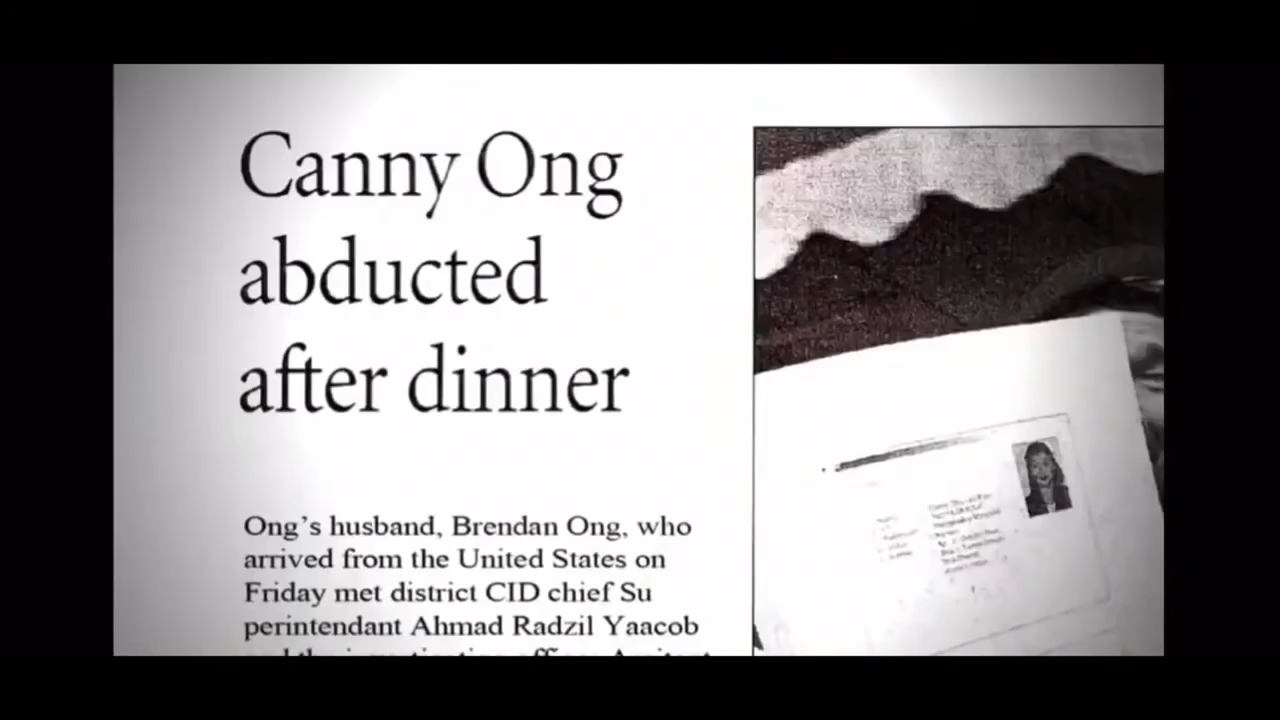 Canny Ong
abducted
after dinner
Ong's husband, Brendan Ong, who
arrived from the United States on
Friday met district CID chief Su
perintendant Ahmad Radzil Yaacob